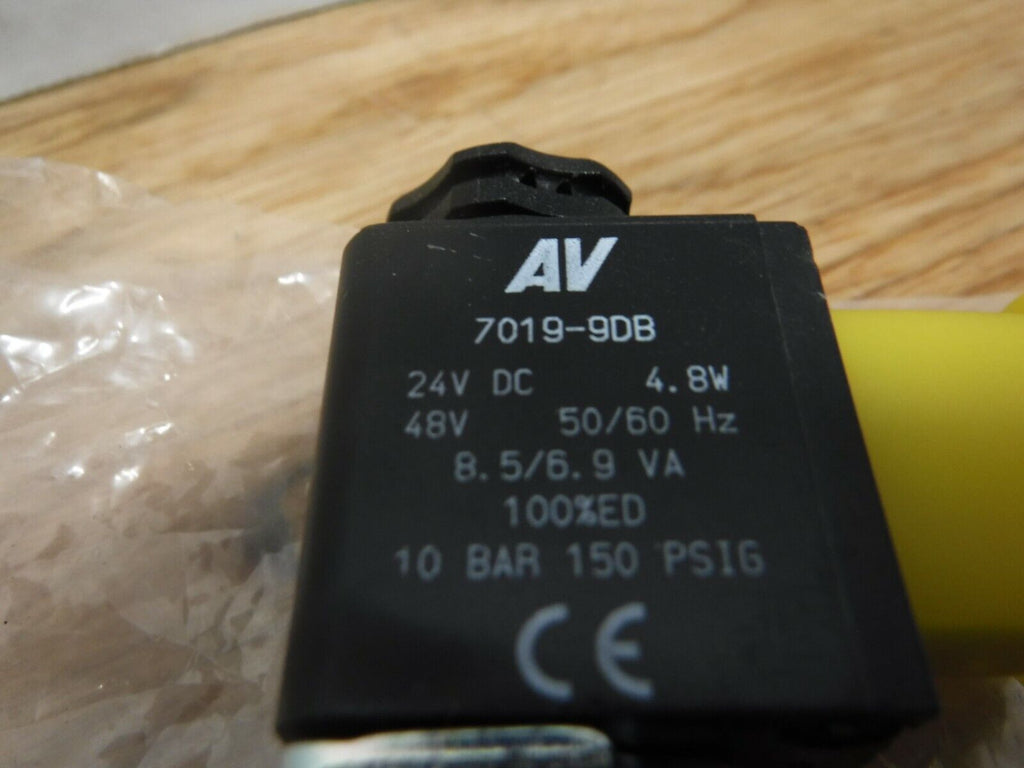 AV
7019-9DB
24V DC 4.8W
48V 50/60 Hz
8.5/6.9 VA
100%ED
10 BAR 150 PSIG
CE